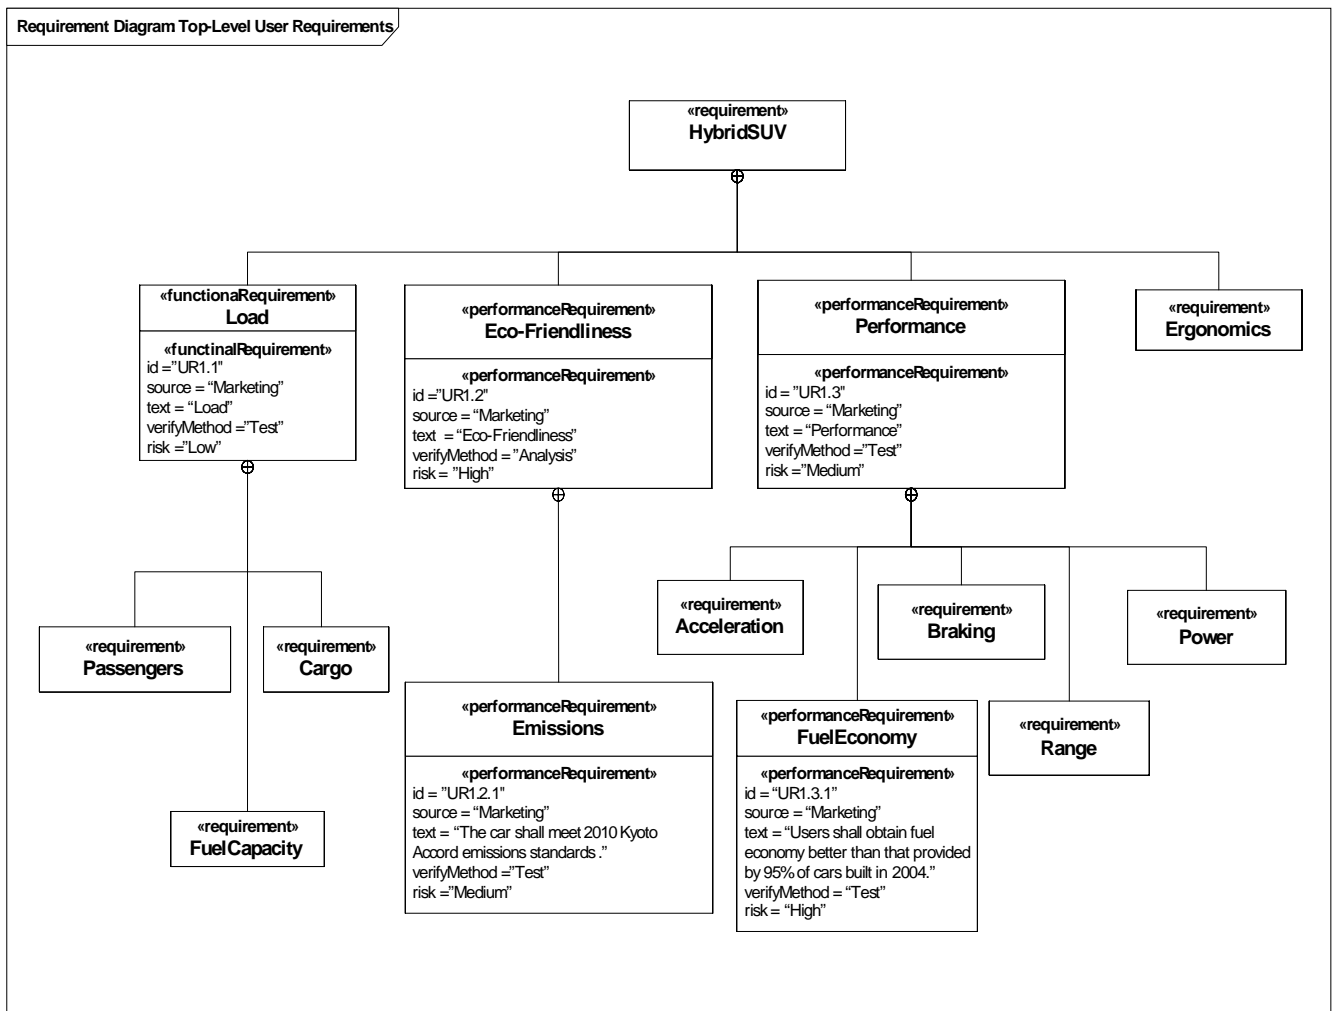 Requirement Diagram Top-Level User Requirements
«requirement»
HybridSUV
«functionaRequirement»
Load
«functinalRequirement»
id =”UR1.1"
source = “Marketing”
text = “Load”
verifyMethod =”Test”
risk =”Low”
«performanceRequirement»
Eco-Friendliness
«performanceRequirement»
id =”UR1.2"
source = “Marketing”
text = “Eco-Friendliness”
verifyMethod =”Analysis”
risk = ”High”
«performanceRequirement»
Performance
«performanceRequirement»
id =”UR1.3"
source = “Marketing”
text = “Performance”
verifyMethod =”Test”
risk =”Medium”
«requirement»
Ergonomics
«requirement»
Passengers
«requirement»
Cargo
«requirement»
FuelCapacity
«performanceRequirement»
Emissions
«performanceRequirement»
id = ”UR1.2.1"
source = “Marketing”
text = “The car shall meet 2010 Kyoto
Accord emissions standards .”
verifyMethod =”Test”
risk =”Medium”
«requirement»
Acceleration
«performanceRequirement»
FuelEconomy
«performanceRequirement»
id = “UR1.3.1”
source = “Marketing”
text = “Users shall obtain fuel
economy better than that provided
by 95% of cars built in 2004.”
verifyMethod = “Test”
risk = “High”
«requirement»
Braking
«requirement»
Range
«requirement»
Power